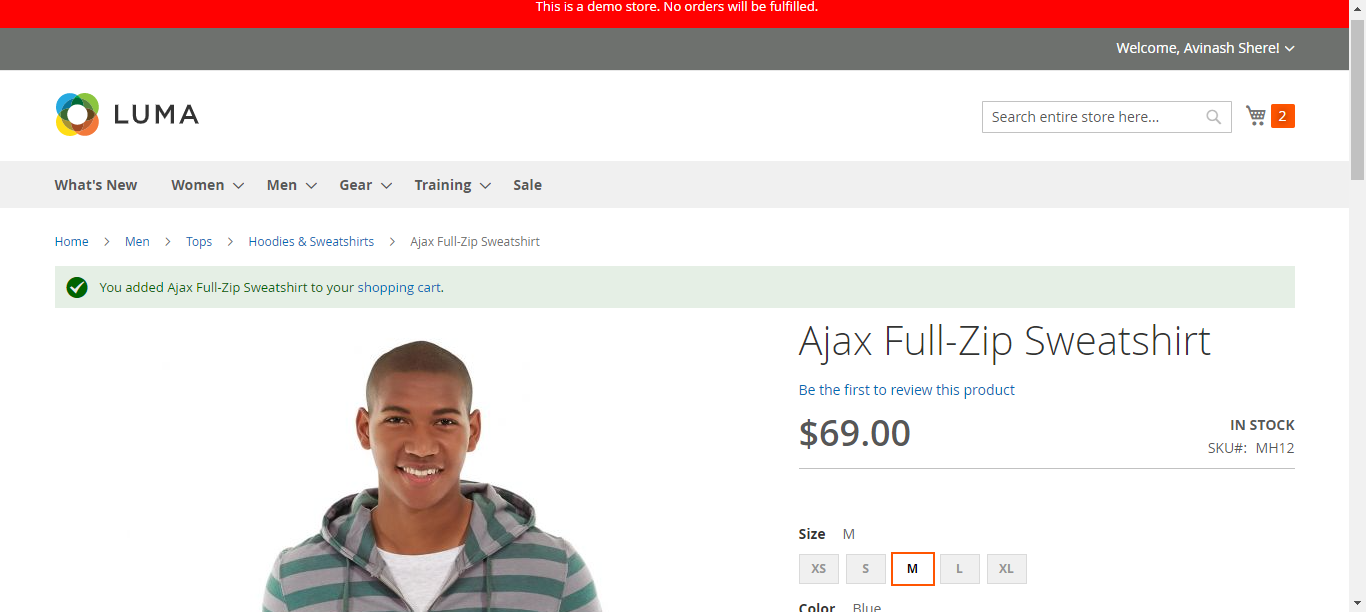 This is a demo store. No orders will be fulfilled.
Welcome, Avinash Shere!
LUMA
Search entire store here...
2
What's New Women Men Gear Training Sale
Home Men Tops Hoodies & Sweatshirts Ajax Full-Zip Sweatshirt
You added Ajax Full-Zip Sweatshirt to your shopping cart.
Ajax Full-Zip Sweatshirt
Be the first to review this product
$69.00
IN STOCK
SKU#: MH12
Size M
XS S M L XL
Color Blue